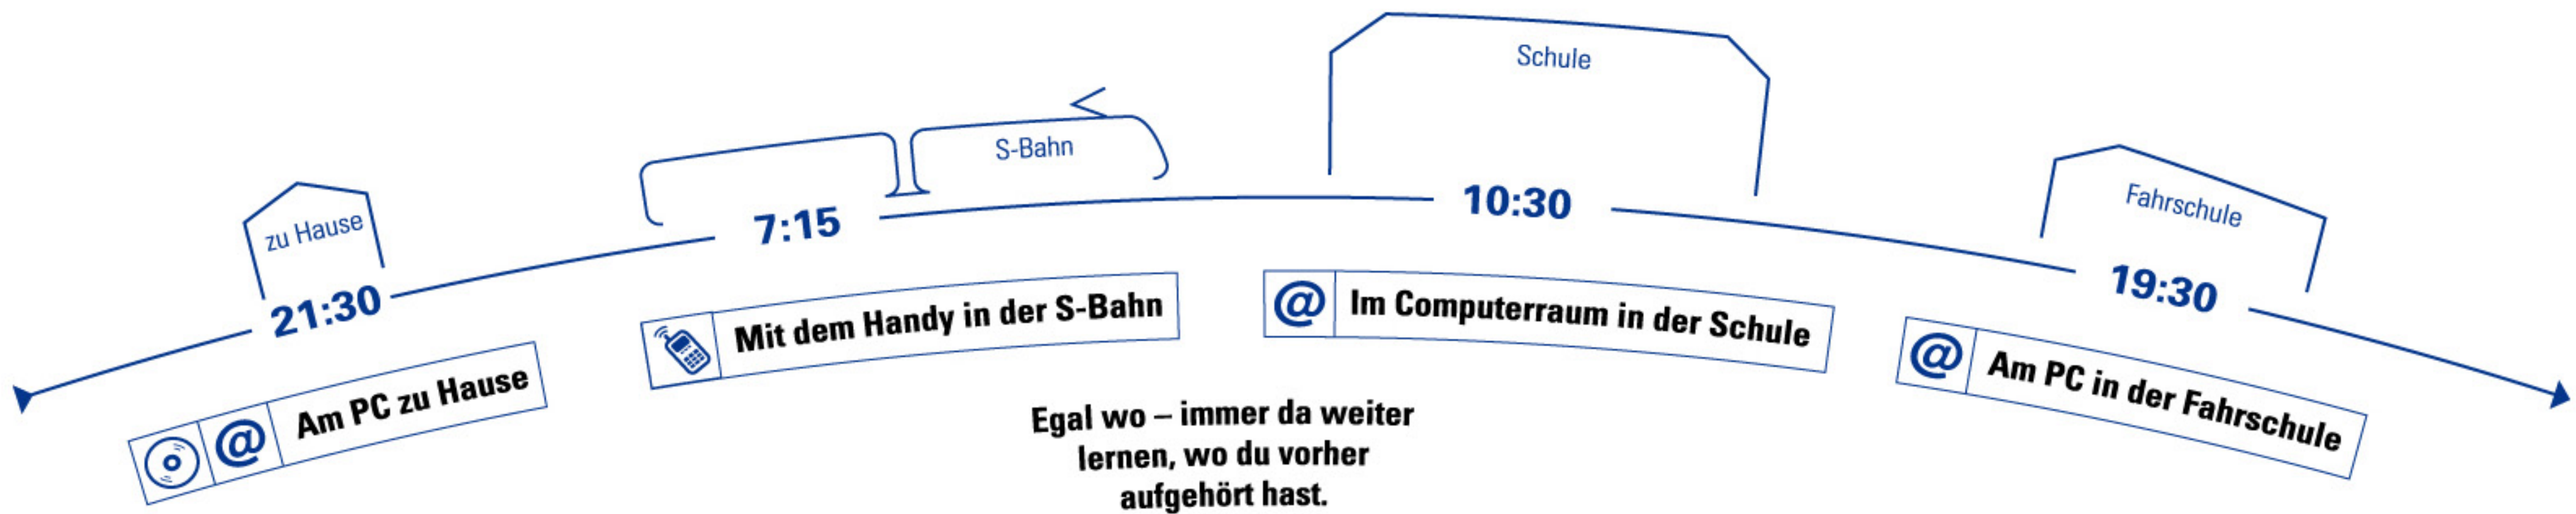 zu Hause
21:30
@ Am PC zu Hause
S-Bahn
7:15
Mit dem Handy in der S-Bahn
Schule
10:30
@ Im Computerraum in der Schule
Fahrschule
19:30
@ Am PC in der Fahrschule
Egal wo – immer da weiter
lernen, wo du vorher
aufgehört hast.